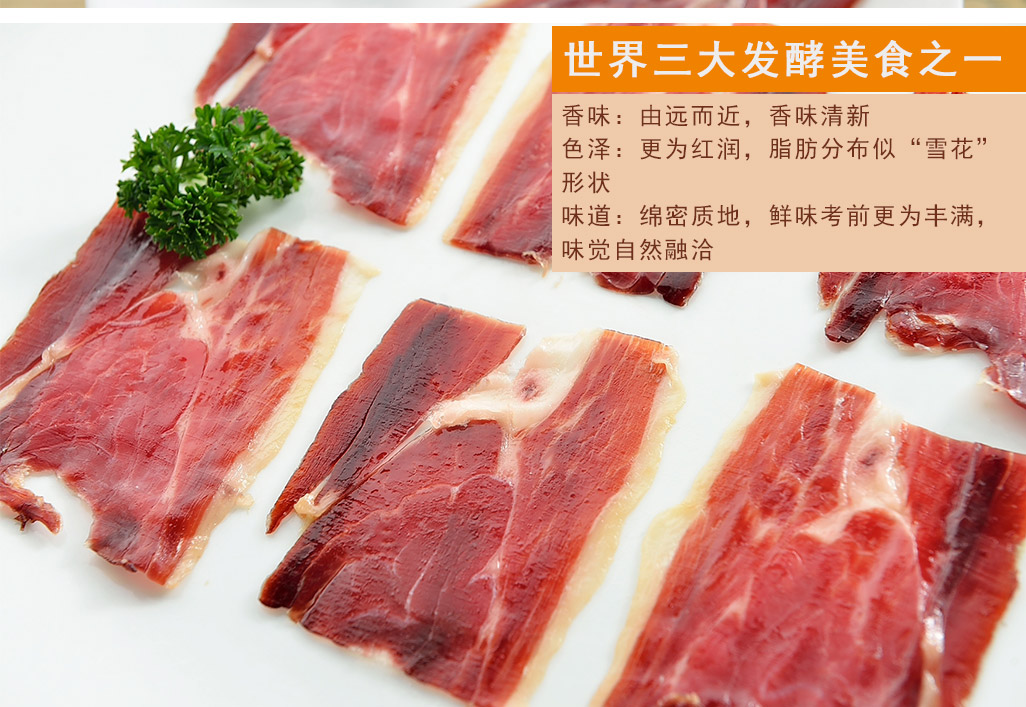 世界三大发酵美食之一
香味：由远而近，香味清新
色泽：更为红润，脂肪分布似“雪花”
形状
味道：绵密质地，鲜味考前更为丰满，
味觉自然融洽